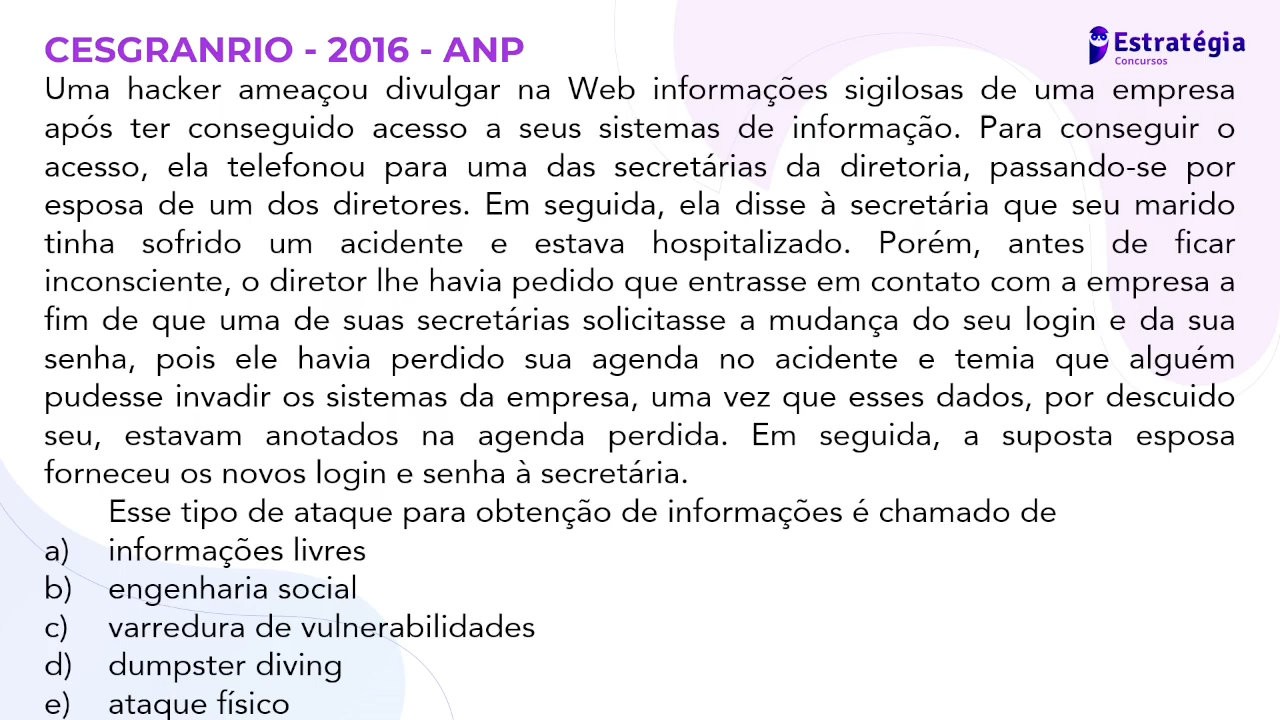 CESGRANRIO - 2016 - ANP
Estratégia
Concursos
Uma hacker ameaçou divulgar na Web informações sigilosas de uma empresa
após ter conseguido acesso a seus sistemas de informação. Para conseguir o
acesso, ela telefonou para uma das secretárias da diretoria, passando-se por
esposa de um dos diretores. Em seguida, ela disse à secretária que seu marido
tinha sofrido um acidente e estava hospitalizado. Porém, antes de ficar
inconsciente, o diretor lhe havia pedido que entrasse em contato com a empresa a
fim de que uma de suas secretárias solicitasse a mudança do seu login e da sua
senha, pois ele havia perdido sua agenda no acidente e temia que alguém
pudesse invadir os sistemas da empresa, uma vez que esses dados, por descuido
seu, estavam anotados na agenda perdida. Em seguida, a suposta esposa
forneceu os novos login e senha à secretária.
Esse tipo de ataque para obtenção de informações é chamado de
a) informações livres
b) engenharia social
c) varredura de vulnerabilidades
d) dumpster diving
e) ataque físico